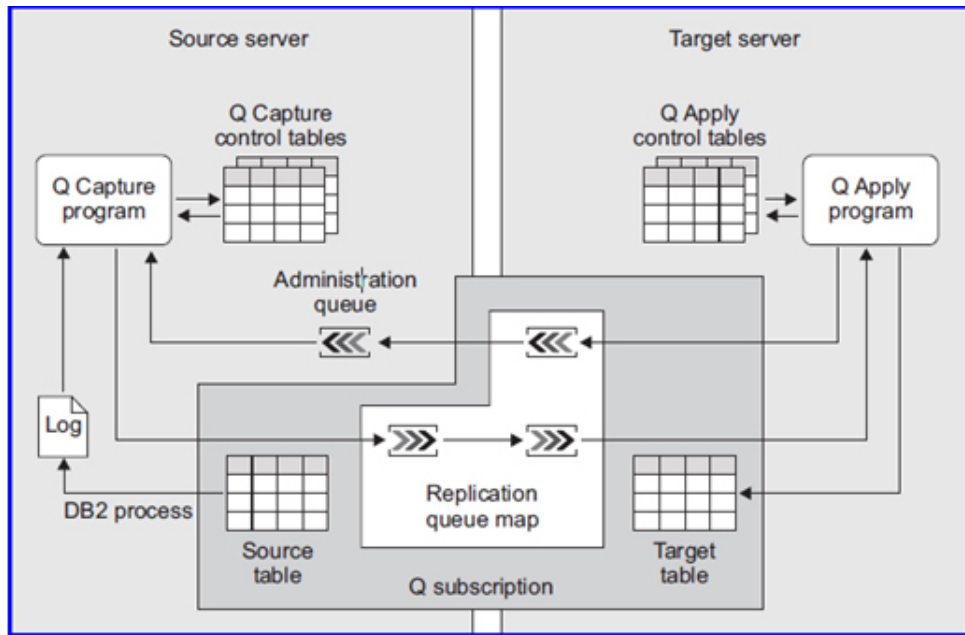 Source server
Target server
Q Capture
control tables
Q Apply
control tables
Q Capture
program
Q Apply
program
Administration
queue
Log
DB2 process
Replication
queue map
Source
table
Target
table
Q subscription